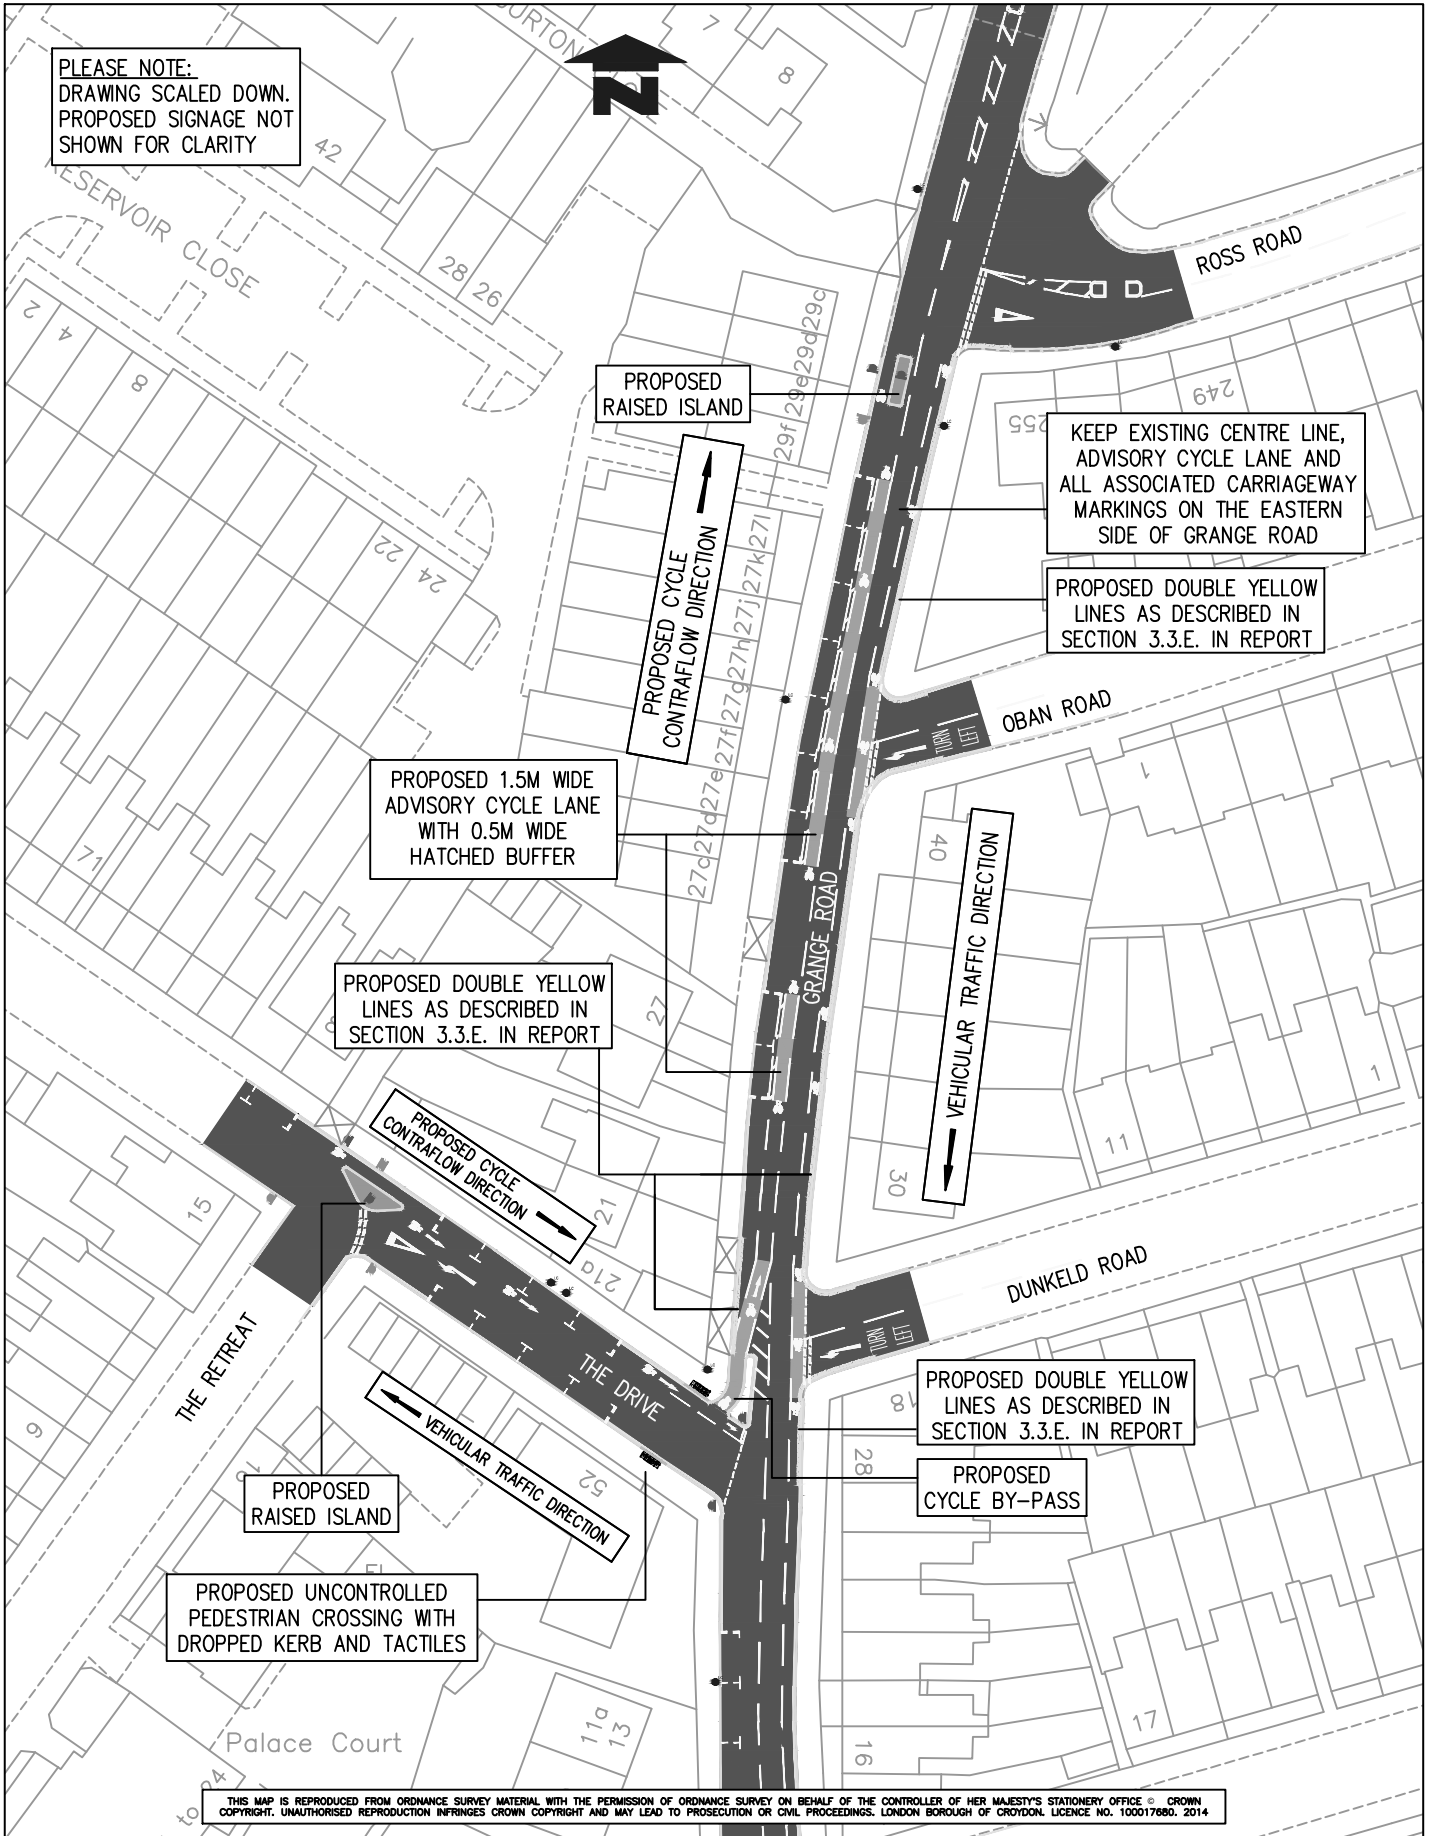 PLEASE NOTE:
DRAWING SCALED DOWN.
PROPOSED SIGNAGE NOT
SHOWN FOR CLARITY
N
7
8
42
RESERVOIR CLOSE
28
26
2
4
8
22
24
71
ROSS ROAD
29f
29e
29d
29c
PROPOSED
RAISED ISLAND
249
255
KEEP EXISTING CENTRE LINE,
ADVISORY CYCLE LANE AND
ALL ASSOCIATED CARRIAGEWAY
MARKINGS ON THE EASTERN
SIDE OF GRANGE ROAD
PROPOSED CYCLE
CONTRAFLOW DIRECTION
PROPOSED DOUBLE YELLOW
LINES AS DESCRIBED IN
SECTION 3.3.E. IN REPORT
27c
27d
27e
27f
27g
27h
27j
27k
27l
OBAN ROAD
TURN
LEFT
PROPOSED 1.5M WIDE
ADVISORY CYCLE LANE
WITH 0.5M WIDE
HATCHED BUFFER
1
40
GRANGE ROAD
VEHICULAR TRAFFIC DIRECTION
PROPOSED DOUBLE YELLOW
LINES AS DESCRIBED IN
SECTION 3.3.E. IN REPORT
27
1
11
30
PROPOSED CYCLE
CONTRAFLOW DIRECTION
15
21
21a
DUNKELD ROAD
TURN
LEFT
THE RETREAT
THE DRIVE
VEHICULAR TRAFFIC DIRECTION
PROPOSED DOUBLE YELLOW
LINES AS DESCRIBED IN
SECTION 3.3.E. IN REPORT
18
28
PROPOSED
CYCLE BY-PASS
52
PROPOSED
RAISED ISLAND
PROPOSED UNCONTROLLED
PEDESTRIAN CROSSING WITH
DROPPED KERB AND TACTILES
11a
13
17
16
Palace Court
to 24
THIS MAP IS REPRODUCED FROM ORDNANCE SURVEY MATERIAL WITH THE PERMISSION OF ORDNANCE SURVEY ON BEHALF OF THE CONTROLLER OF HER MAJESTY'S STATIONERY OFFICE © CROWN
COPYRIGHT. UNAUTHORISED REPRODUCTION INFRINGES CROWN COPYRIGHT AND MAY LEAD TO PROSECUTION OR CIVIL PROCEEDINGS. LONDON BOROUGH OF CROYDON. LICENCE NO. 100017680. 2014